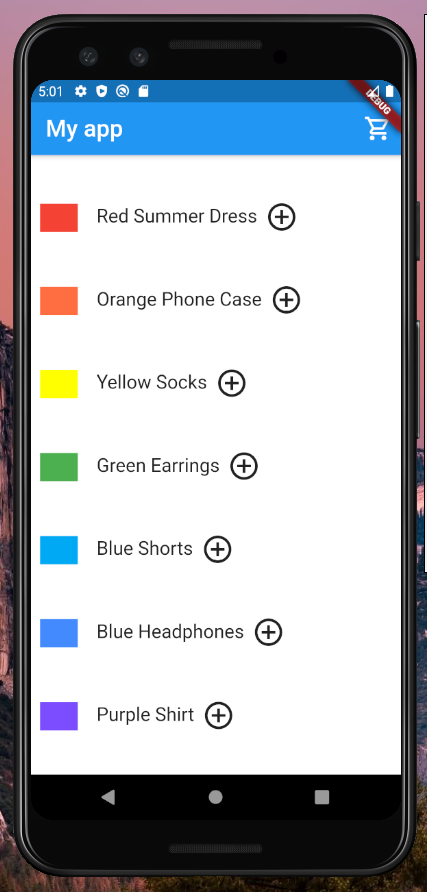 5:01
DEBUG
My app
Red Summer Dress
Orange Phone Case
Yellow Socks
Green Earrings
Blue Shorts
Blue Headphones
Purple Shirt